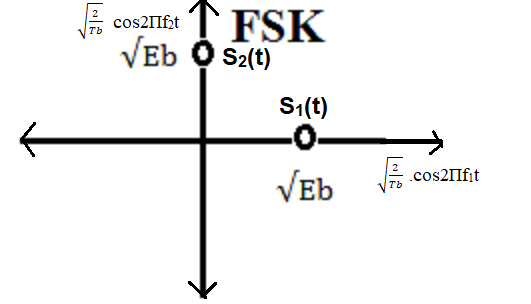 √2/Tb cos2Πf₂t
FSK
√Eb
S₂(t)
S₁(t)
√2/Tb .cos2Πf₁t
√Eb